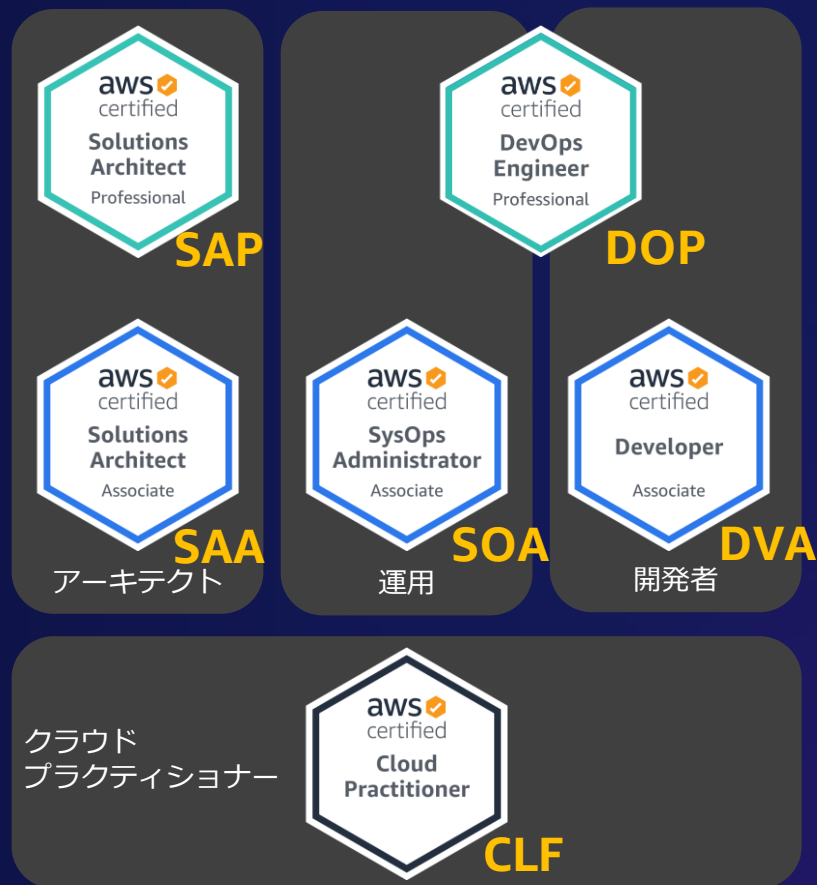 aws
certified
Solutions
Architect
Professional
SAP
aws
certified
DevOps
Engineer
Professional
DOP
aws
certified
Solutions
Architect
Associate
SAA
アーキテクト
aws
certified
SysOps
Administrator
Associate
SOA
運用
aws
certified
Developer
Associate
DVA
開発者
クラウド
プラクティショナー
aws
certified
Cloud
Practitioner
CLF